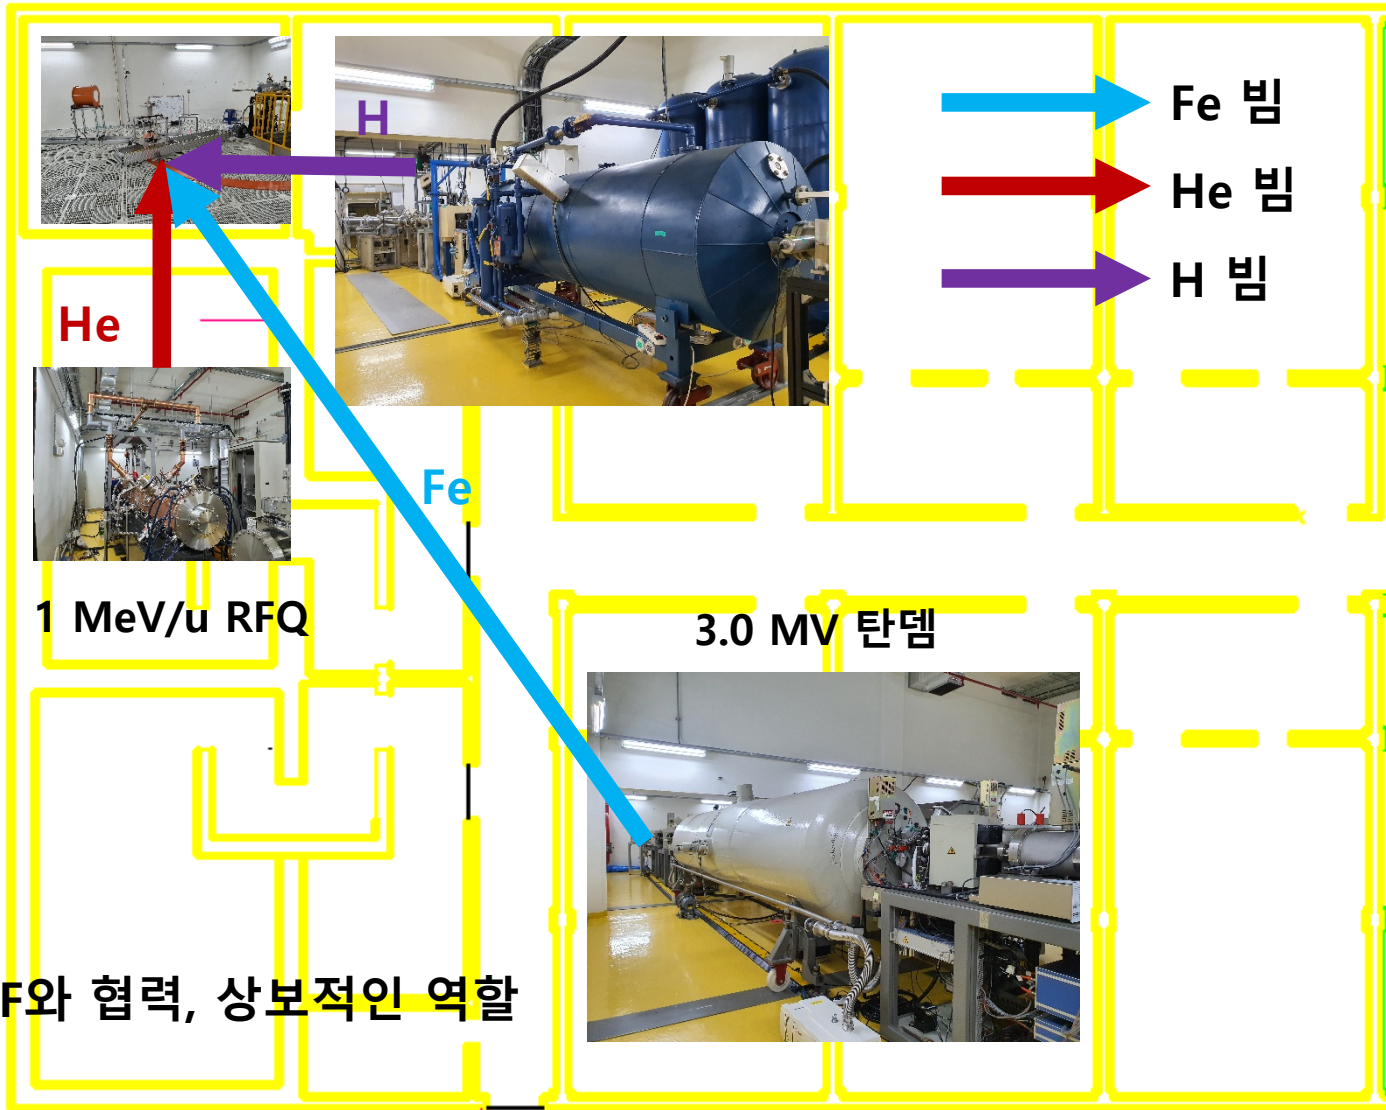 H
Fe 빔
He 빔
H 빔
He
Fe
1 MeV/u RFQ
3.0 MV 탄뎀
F와 협력, 상보적인 역할